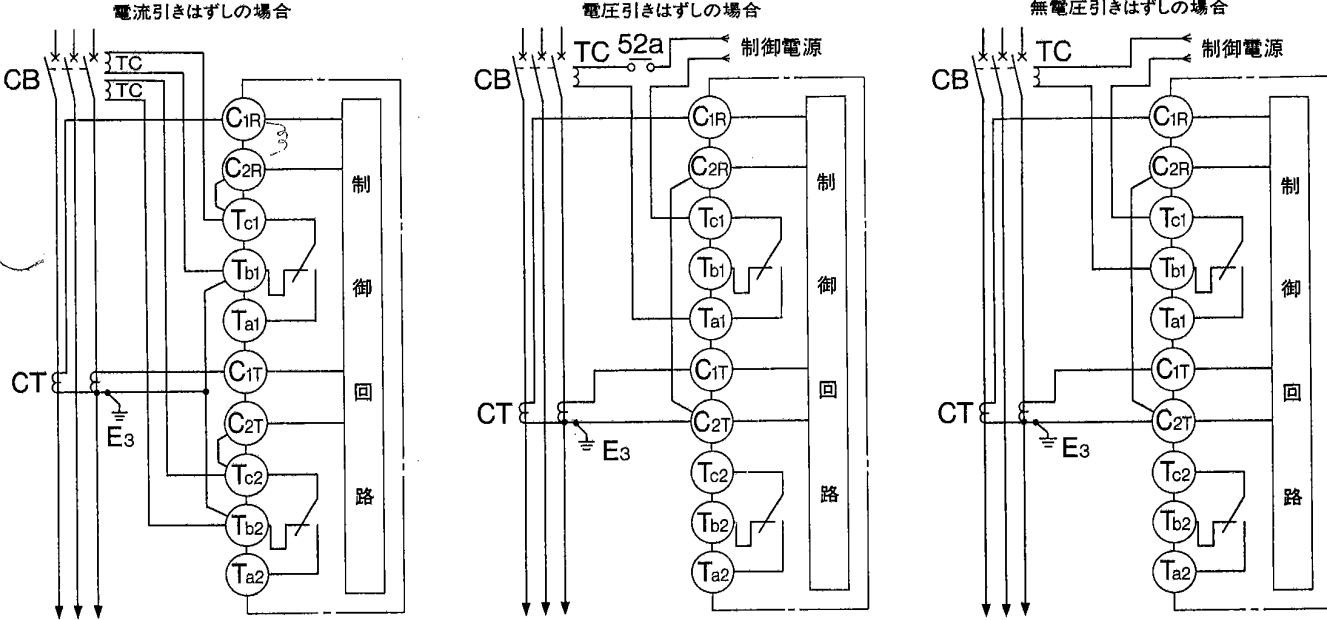 電流引きはずしの場合
CB
TC
TC
C1R
C2R
Tc1
Tb1
Ta1
C1T
C2T
Tc2
Tb2
Ta2
CT
E3
制御回路
電圧引きはずしの場合
TC
52a
制御電源
CB
C1R
C2R
Tc1
Tb1
Ta1
C1T
C2T
Tc2
Tb2
Ta2
CT
E3
制御回路
無電圧引きはずしの場合
TC
制御電源
CB
C1R
C2R
Tc1
Tb1
Ta1
C1T
C2T
Tc2
Tb2
Ta2
CT
E3
制御回路